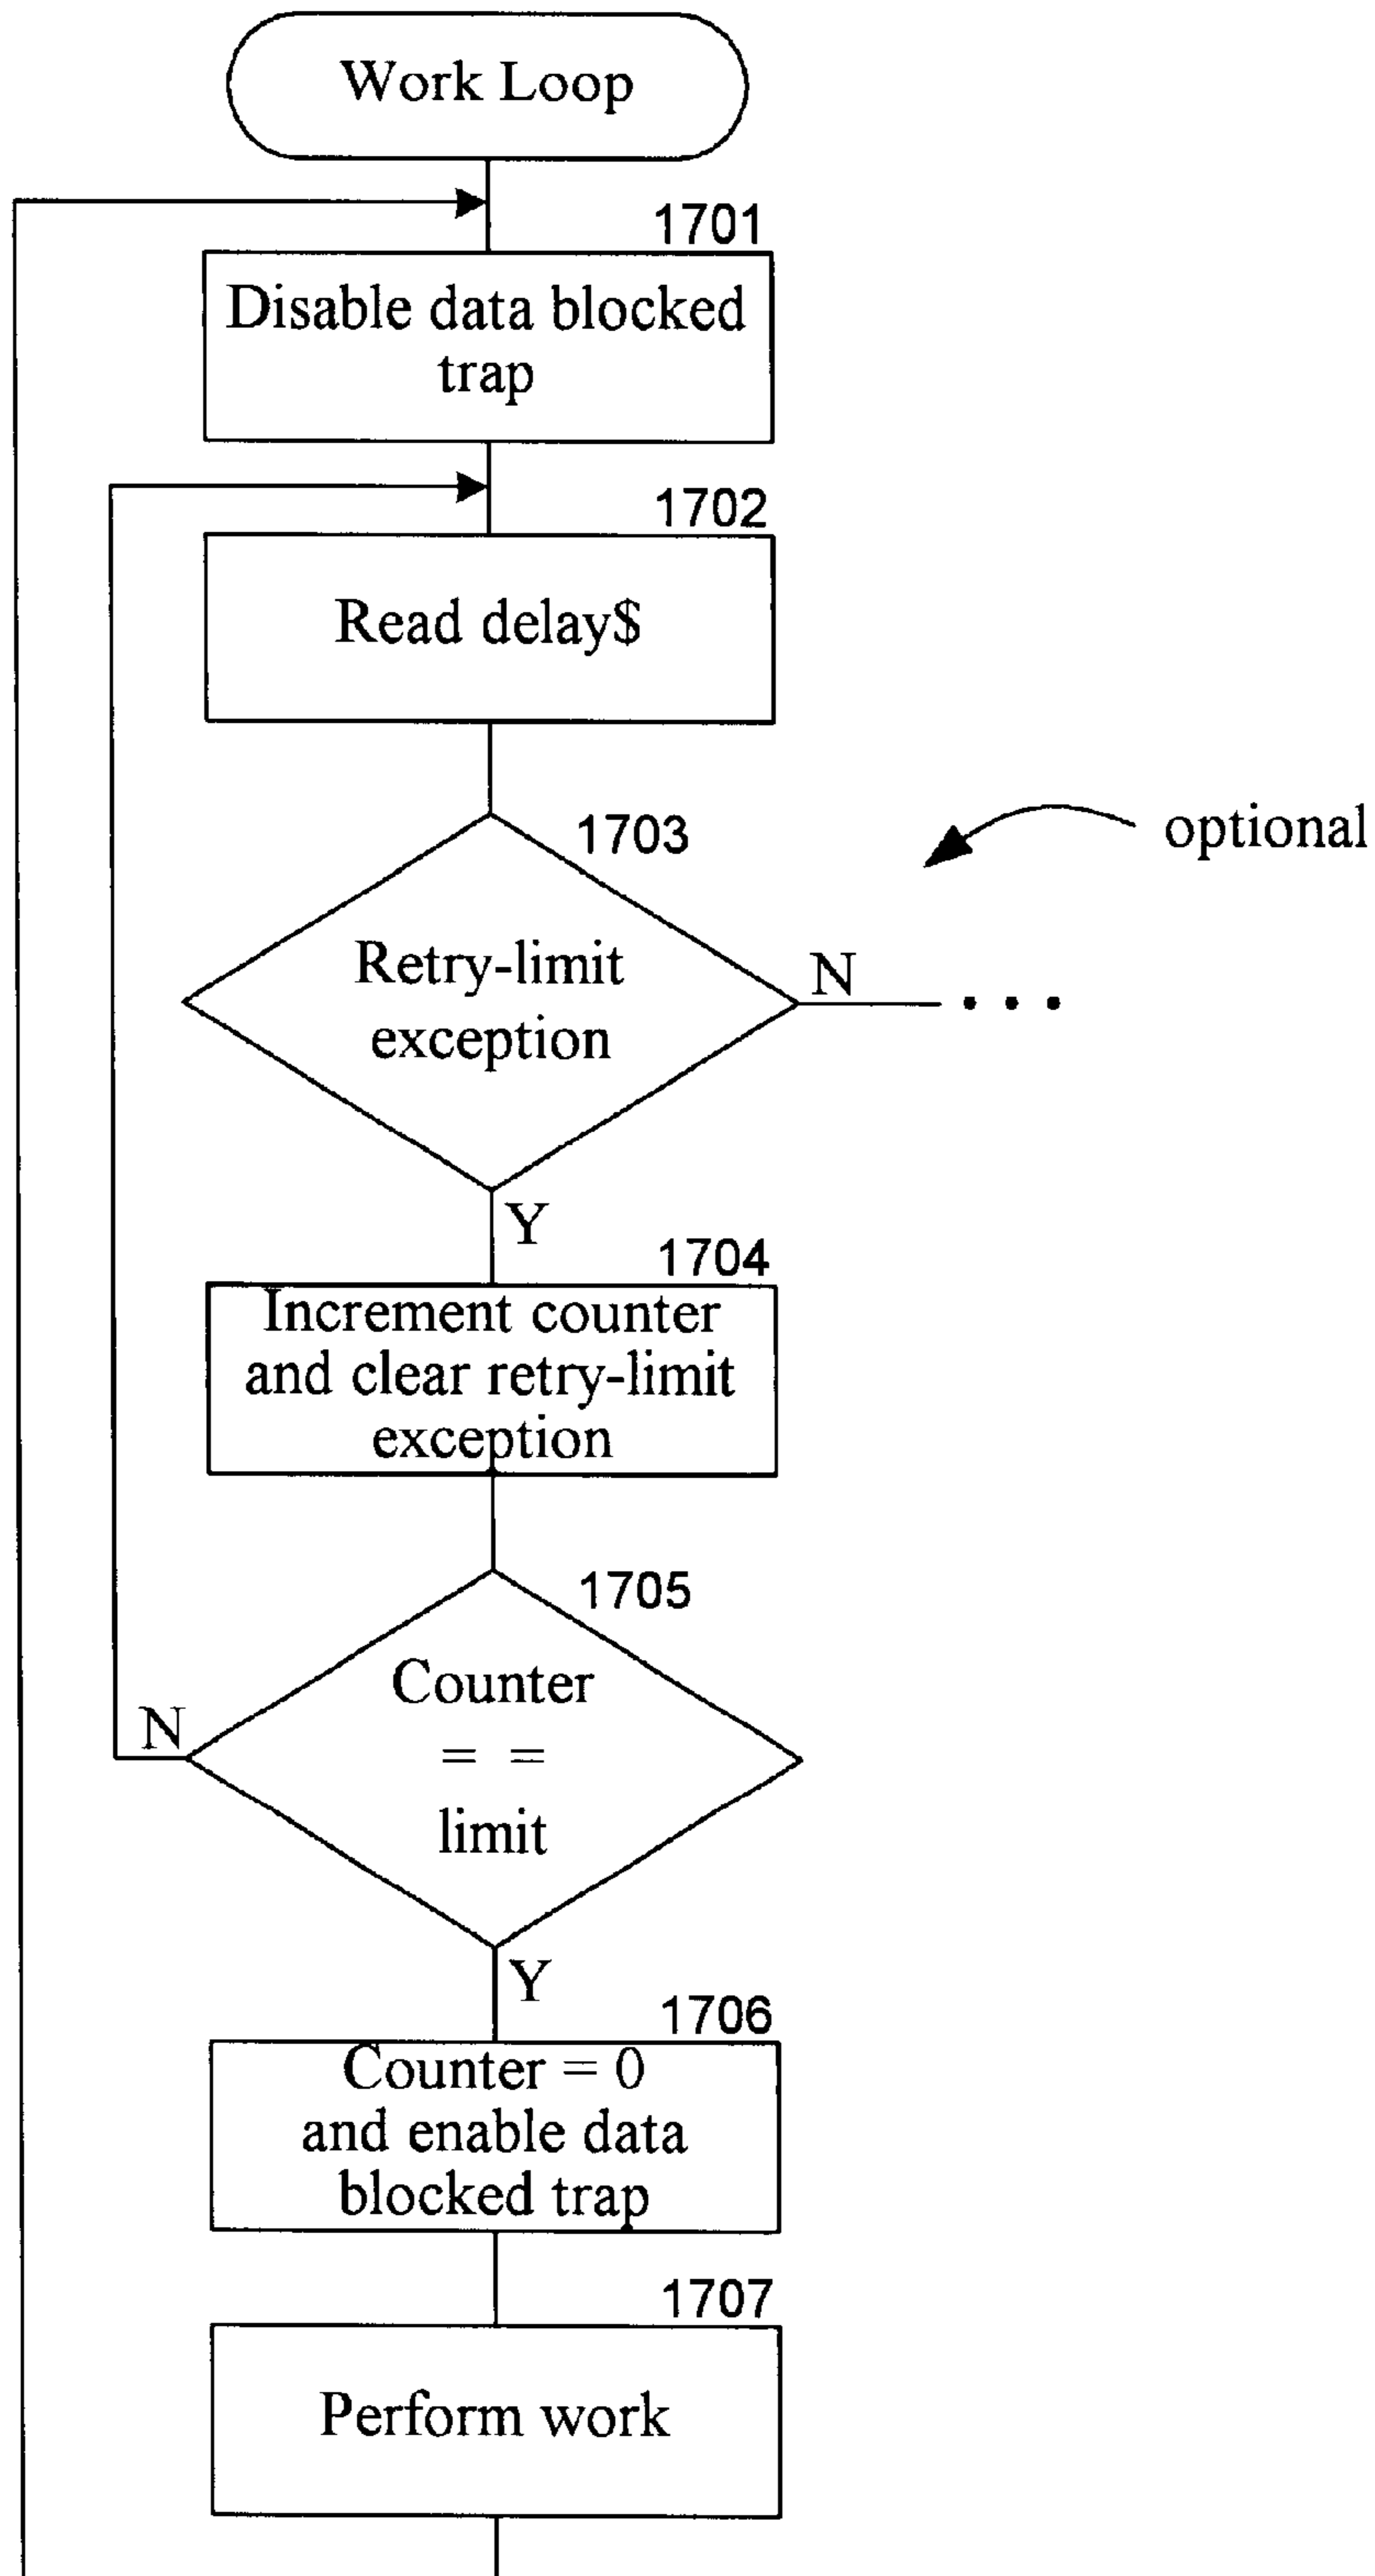 Work Loop
1701
Disable data blocked
trap
1702
Read delay$
1703
optional
Retry-limit
exception
N
• • •
Y
1704
Increment counter
and clear retry-limit
exception
1705
Counter
= =
limit
N
Y
1706
Counter = 0
and enable data
blocked trap
1707
Perform work